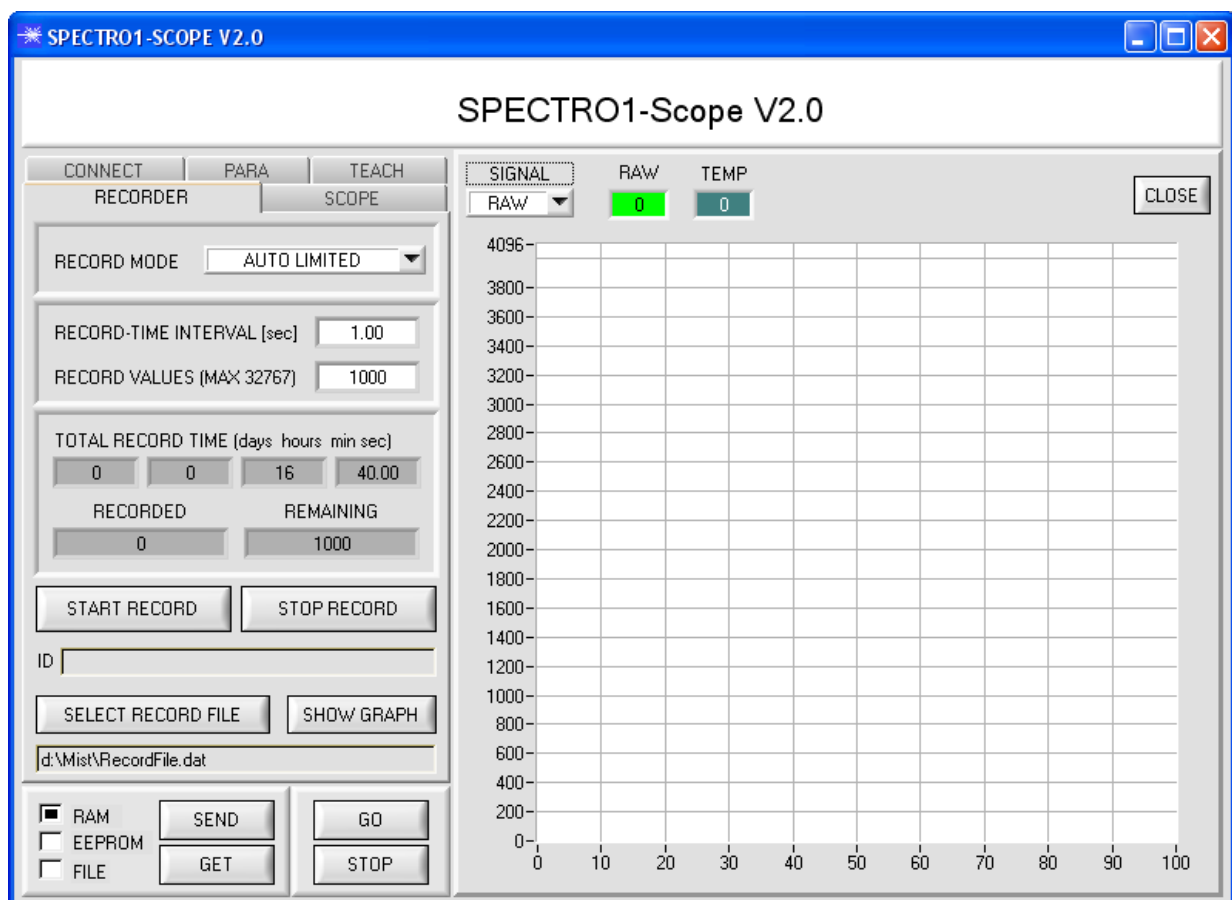 SPECTRO1-SCOPE V2.0
SPECTRO1-Scope V2.0
CONNECT PARA TEACH
RECORDER SCOPE
RECORD MODE AUTO LIMITED
RECORD-TIME INTERVAL [sec] 1.00
RECORD VALUES (MAX 32767) 1000
TOTAL RECORD TIME (days hours min sec)
0 0 16 40.00
RECORDED REMAINING
0 1000
START RECORD STOP RECORD
ID
SELECT RECORD FILE SHOW GRAPH
d:\Mist\RecordFile.dat
RAM SEND GO
EEPROM
FILE GET STOP
SIGNAL RAW TEMP
RAW 0 0
CLOSE
4096
3800
3600
3400
3200
3000
2800
2600
2400
2200
2000
1800
1600
1400
1200
1000
800
600
400
200
0
0 10 20 30 40 50 60 70 80 90 100